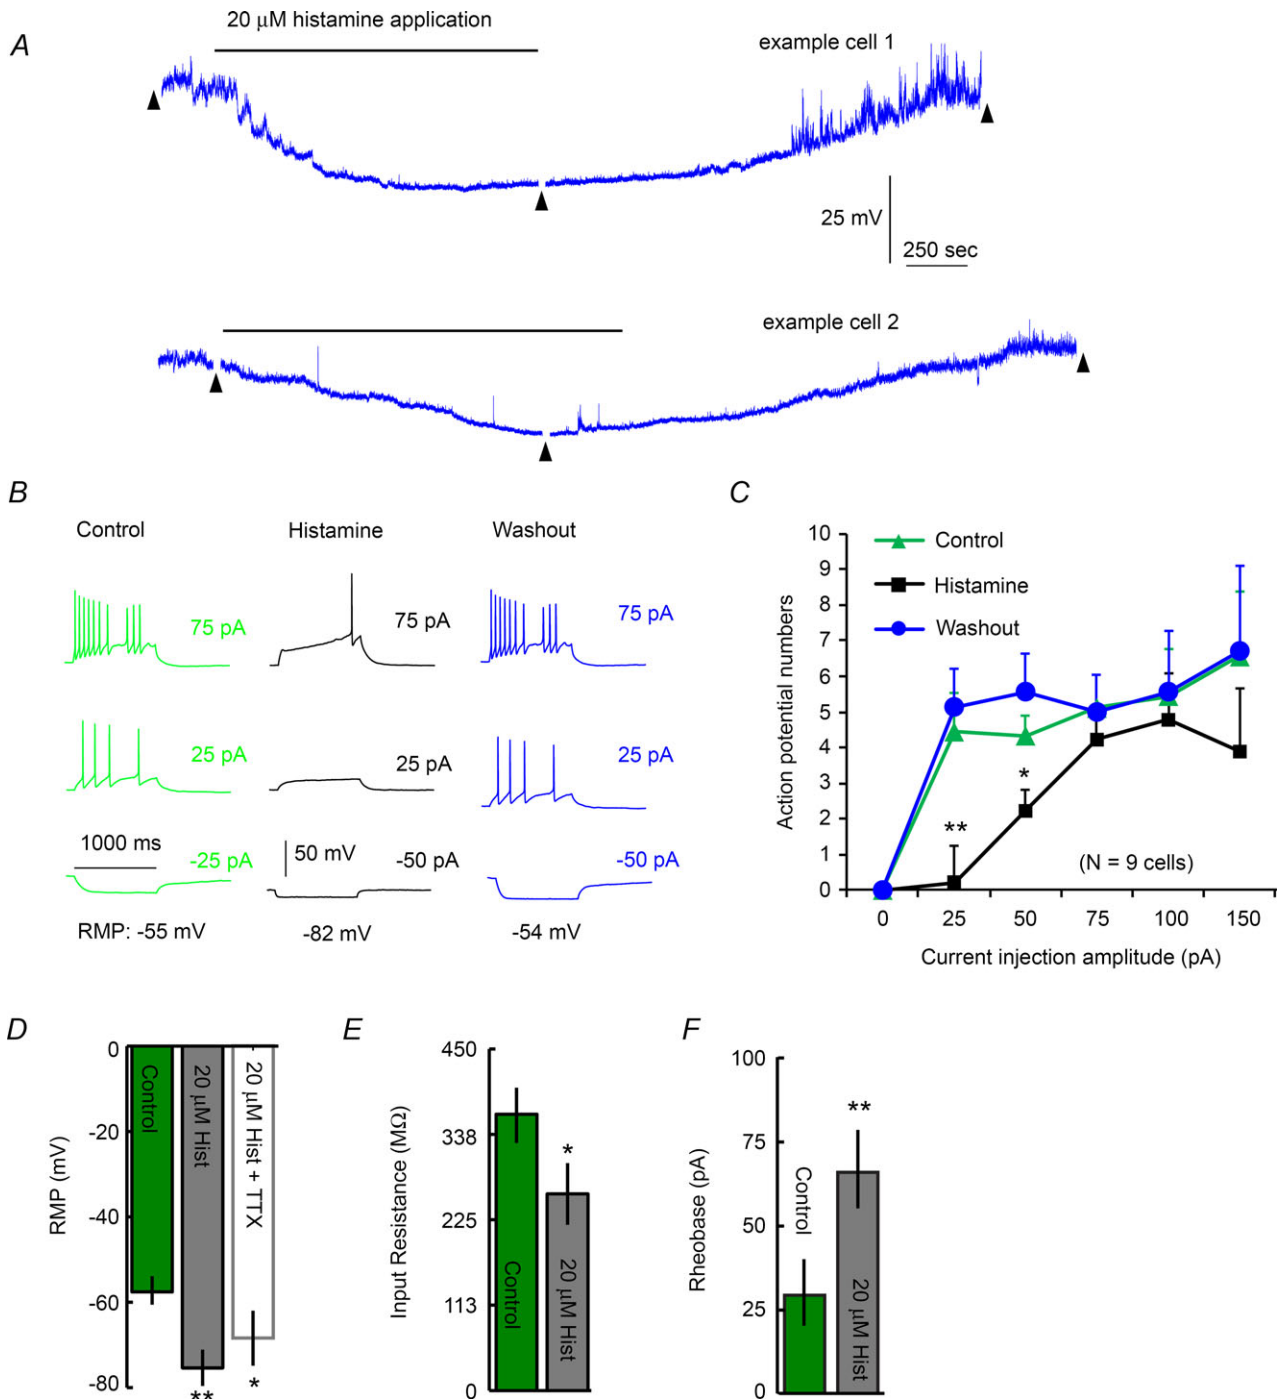 A
20 μM histamine application
example cell 1
25 mV
250 sec
example cell 2
B
Control
Histamine
Washout
75 pA
75 pA
75 pA
25 pA
25 pA
25 pA
1000 ms
-25 pA
50 mV
-50 pA
-50 pA
RMP: -55 mV
-82 mV
-54 mV
C
Control
Histamine
Washout
Action potential numbers
10
9
8
7
6
5
4
3
2
1
0
**
*
(N = 9 cells)
0 25 50 75 100 150
Current injection amplitude (pA)
D
RMP (mV)
0
-20
-40
-60
-80
Control
20 μM Hist
20 μM Hist + TTX
**
*
E
Input Resistance (MΩ)
450
338
225
113
0
Control
20 μM Hist
*
F
Rheobase (pA)
100
75
50
25
0
Control
20 μM Hist
**